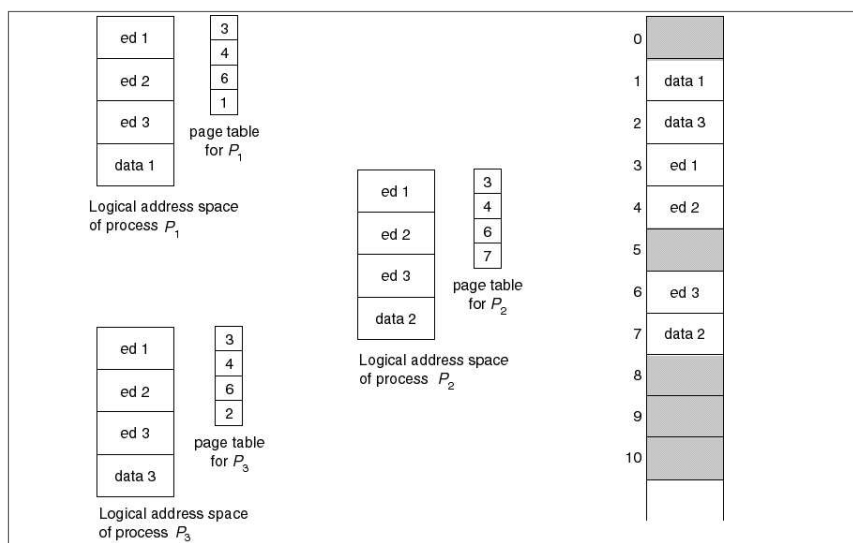 ed 1
ed 2
ed 3
data 1
3
4
6
1
page table
for P1
Logical address space
of process P1
ed 1
ed 2
ed 3
data 2
3
4
6
7
page table
for P2
Logical address space
of process P2
ed 1
ed 2
ed 3
data 3
3
4
6
2
page table
for P3
Logical address space
of process P3
0
1 data 1
2 data 3
3 ed 1
4 ed 2
5
6 ed 3
7 data 2
8
9
10